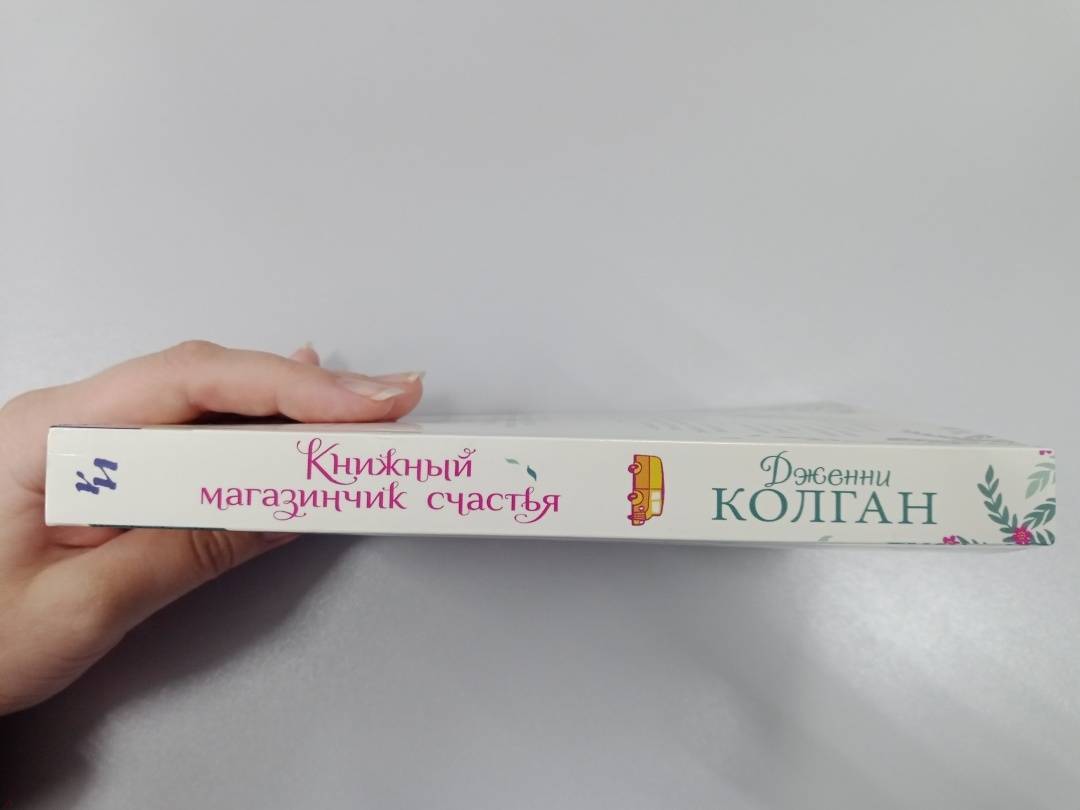 Книжный
магазинчик счастья
Дженни
КОЛГАН